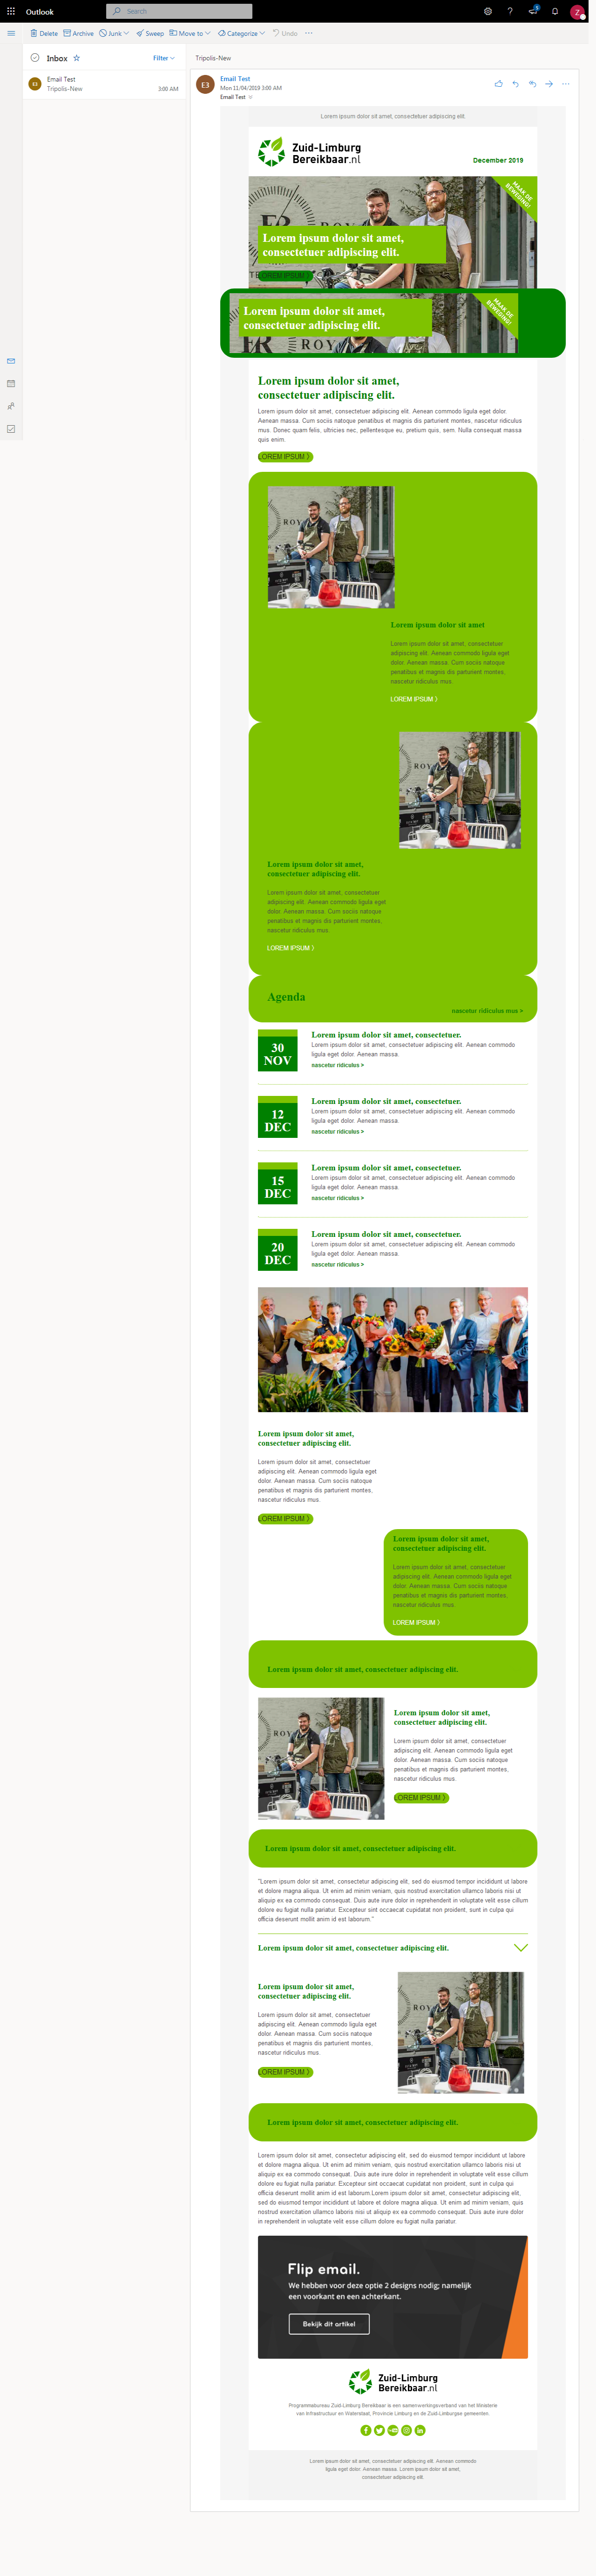 Outlook
Search
Delete Archive Junk Sweep Move to Categorize Undo
Inbox
Filter
Tripolis-New
E3
Email Test
Tripolis-New
3:00 AM
E3
Email Test
Mon 11/04/2019 3:00 AM
Email Test
Lorem ipsum dolor sit amet, consectetuer adipiscing elit.
Zuid-Limburg
Bereikbaar.nl
December 2019
MAAK DE
BEWEGING!
Lorem ipsum dolor sit amet,
consectetuer adipiscing elit.
LOREM IPSUM 〉
Lorem ipsum dolor sit amet,
consectetuer adipiscing elit.
MAAK DE
BEWEGING!
ROY
Lorem ipsum dolor sit amet,
consectetuer adipiscing elit.
Lorem ipsum dolor sit amet, consectetuer adipiscing elit. Aenean commodo ligula eget dolor.
Aenean massa. Cum sociis natoque penatibus et magnis dis parturient montes, nascetur ridiculus
mus. Donec quam felis, ultricies nec, pellentesque eu, pretium quis, sem. Nulla consequat massa
quis enim.
LOREM IPSUM 〉
Lorem ipsum dolor sit amet
Lorem ipsum dolor sit amet, consectetuer
adipiscing elit. Aenean commodo ligula eget
dolor. Aenean massa. Cum sociis natoque
penatibus et magnis dis parturient montes,
nascetur ridiculus mus.
LOREM IPSUM 〉
Lorem ipsum dolor sit amet,
consectetuer adipiscing elit.
Lorem ipsum dolor sit amet, consectetuer
adipiscing elit. Aenean commodo ligula eget
dolor. Aenean massa. Cum sociis natoque
penatibus et magnis dis parturient montes,
nascetur ridiculus mus.
LOREM IPSUM 〉
Agenda
nascetur ridiculus mus >
30
NOV
Lorem ipsum dolor sit amet, consectetuer.
Lorem ipsum dolor sit amet, consectetuer adipiscing elit. Aenean commodo
ligula eget dolor. Aenean massa.
nascetur ridiculus >
12
DEC
Lorem ipsum dolor sit amet, consectetuer.
Lorem ipsum dolor sit amet, consectetuer adipiscing elit. Aenean commodo
ligula eget dolor. Aenean massa.
nascetur ridiculus >
15
DEC
Lorem ipsum dolor sit amet, consectetuer.
Lorem ipsum dolor sit amet, consectetuer adipiscing elit. Aenean commodo
ligula eget dolor. Aenean massa.
nascetur ridiculus >
20
DEC
Lorem ipsum dolor sit amet, consectetuer.
Lorem ipsum dolor sit amet, consectetuer adipiscing elit. Aenean commodo
ligula eget dolor. Aenean massa.
nascetur ridiculus >
Lorem ipsum dolor sit amet,
consectetuer adipiscing elit.
Lorem ipsum dolor sit amet, consectetuer
adipiscing elit. Aenean commodo ligula eget
dolor. Aenean massa. Cum sociis natoque
penatibus et magnis dis parturient montes,
nascetur ridiculus mus.
LOREM IPSUM 〉
Lorem ipsum dolor sit amet,
consectetuer adipiscing elit.
Lorem ipsum dolor sit amet, consectetuer
adipiscing elit. Aenean commodo ligula eget
dolor. Aenean massa. Cum sociis natoque
penatibus et magnis dis parturient montes,
nascetur ridiculus mus.
LOREM IPSUM 〉
Lorem ipsum dolor sit amet, consectetuer adipiscing elit.
Lorem ipsum dolor sit amet,
consectetuer adipiscing elit.
Lorem ipsum dolor sit amet, consectetuer
adipiscing elit. Aenean commodo ligula eget
dolor. Aenean massa. Cum sociis natoque
penatibus et magnis dis parturient montes,
nascetur ridiculus mus.
LOREM IPSUM 〉
Lorem ipsum dolor sit amet, consectetuer adipiscing elit.
"Lorem ipsum dolor sit amet, consectetur adipiscing elit, sed do eiusmod tempor incididunt ut labore
et dolore magna aliqua. Ut enim ad minim veniam, quis nostrud exercitation ullamco laboris nisi ut
aliquip ex ea commodo consequat. Duis aute irure dolor in reprehenderit in voluptate velit esse cillum
dolore eu fugiat nulla pariatur. Excepteur sint occaecat cupidatat non proident, sunt in culpa qui
officia deserunt mollit anim id est laborum."
Lorem ipsum dolor sit amet, consectetuer adipiscing elit.
Lorem ipsum dolor sit amet,
consectetuer adipiscing elit.
Lorem ipsum dolor sit amet, consectetuer
adipiscing elit. Aenean commodo ligula eget
dolor. Aenean massa. Cum sociis natoque
penatibus et magnis dis parturient montes,
nascetur ridiculus mus.
LOREM IPSUM 〉
Lorem ipsum dolor sit amet, consectetuer adipiscing elit.
Lorem ipsum dolor sit amet, consectetur adipiscing elit, sed do eiusmod tempor incididunt ut labore
et dolore magna aliqua. Ut enim ad minim veniam, quis nostrud exercitation ullamco laboris nisi ut
aliquip ex ea commodo consequat. Duis aute irure dolor in reprehenderit in voluptate velit esse cillum
dolore eu fugiat nulla pariatur. Excepteur sint occaecat cupidatat non proident, sunt in culpa qui
officia deserunt mollit anim id est laborum.Lorem ipsum dolor sit amet, consectetur adipiscing elit,
sed do eiusmod tempor incididunt ut labore et dolore magna aliqua. Ut enim ad minim veniam, quis
nostrud exercitation ullamco laboris nisi ut aliquip ex ea commodo consequat. Duis aute irure dolor
in reprehenderit in voluptate velit esse cillum dolore eu fugiat nulla pariatur.
Flip email.
We hebben voor deze optie 2 designs nodig; namelijk
een voorkant en een achterkant.
Bekijk dit artikel
Zuid-Limburg
Bereikbaar.nl
Programmabureau Zuid-Limburg Bereikbaar is een samenwerkingsverband van het Ministerie
van Infrastructuur en Waterstaat, Provincie Limburg en de Zuid-Limburgse gemeenten.
Lorem ipsum dolor sit amet, consectetuer adipiscing elit. Aenean commodo
ligula eget dolor. Aenean massa. Lorem ipsum dolor sit amet,
consectetuer adipiscing elit.